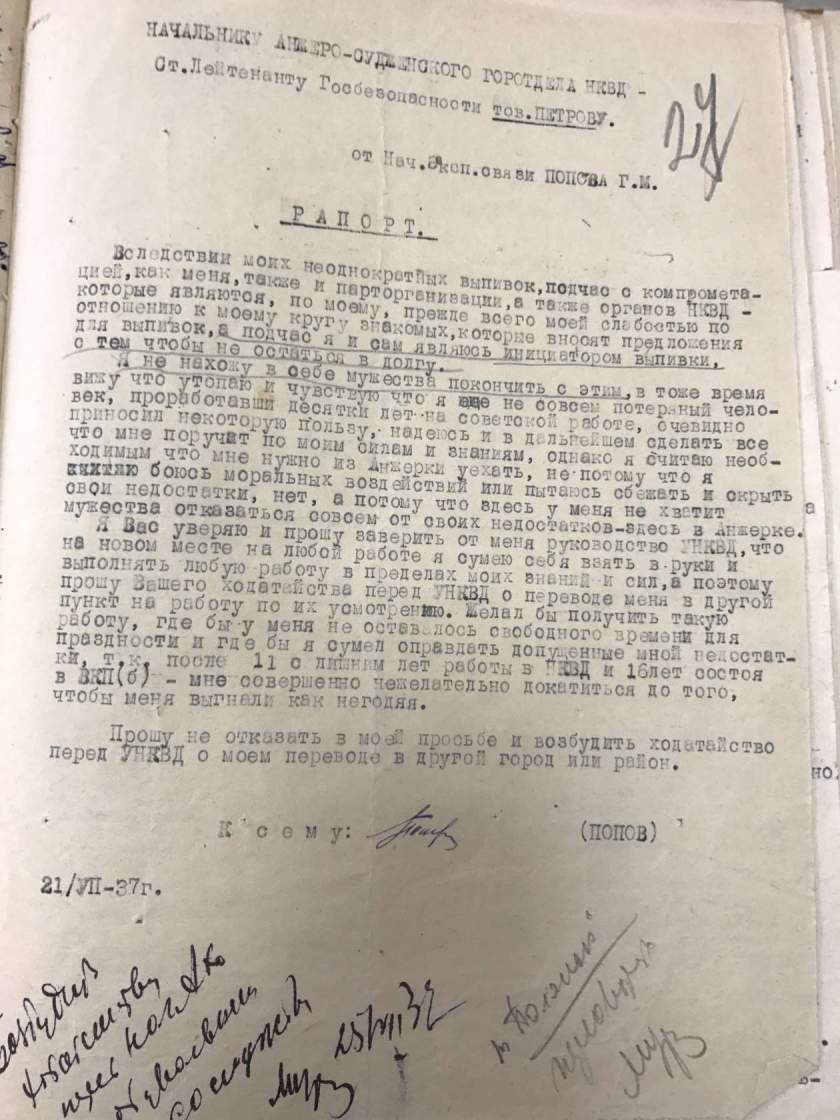 НАЧАЛЬНИКУ АНЖЕРО-СУДЖЕНСКОГО ГОРОТДЕЛА НКВД -
Ст.Лейтенанту Госбезопасности тов.ПЕТРОВУ.
27
от Нач.Эксп.связи ПОПОВА Г.М.
Р А П О Р Т.
Вследствии моих неоднократных выпивок,подчас с компромета-
цией,как меня,также и парторганизации,а также органов НКВД -
которые являются, по моему, прежде всего моей слабостью по
отношению к моему кругу знакомых,которые вносят предложения
для выпивок,а подчас я и сам являюсь инициатором выпивки,
с тем чтобы не остаться в долгу.
Я не нахожу в себе мужества покончить с этим,в тоже время
вижу что утопаю и чувствую что я еще не совсем потеряный чело-
век, проработавши десятки лет на советской работе, очевидно
приносил некоторую пользу, надеюсь и в дальнейшем сделать все
что мне поручат по моим силам и знаниям, однако я считаю необ-
ходимым что мне нужно из Анжерки уехать, не потому что я
боюсь моральных воздействий или пытаюсь сбежать и скрыть
свои недостатки, нет, а потому что здесь у меня не хватит
мужества отказаться совсем от своих недостатков-здесь в Анжерке.
Я Вас уверяю и прошу заверить от меня руководство УНКВД,что
на новом месте на любой работе я сумею себя взять в руки и
выполнять любую работу в пределах моих знаний и сил,а поэтому
прошу Вашего ходатайства перед УНКВД о переводе меня в другой
пункт на работу по их усмотрению. Желал бы получить такую
работу, где бы у меня не оставалось свободного времени для
праздности и где бы я сумел оправдать допущенные мной недостат-
ки, т.к. после 11 с лишним лет работы в НКВД и 16лет состоя
в ВКП(б) - мне совершенно нежелательно докатиться до того,
чтобы меня выгнали как негодяя.
Прошу не отказать в моей просьбе и возбудить ходатайство
перед УНКВД о моем переводе в другой город или район.
К сему: (ПОПОВ)
21/УП-37г.